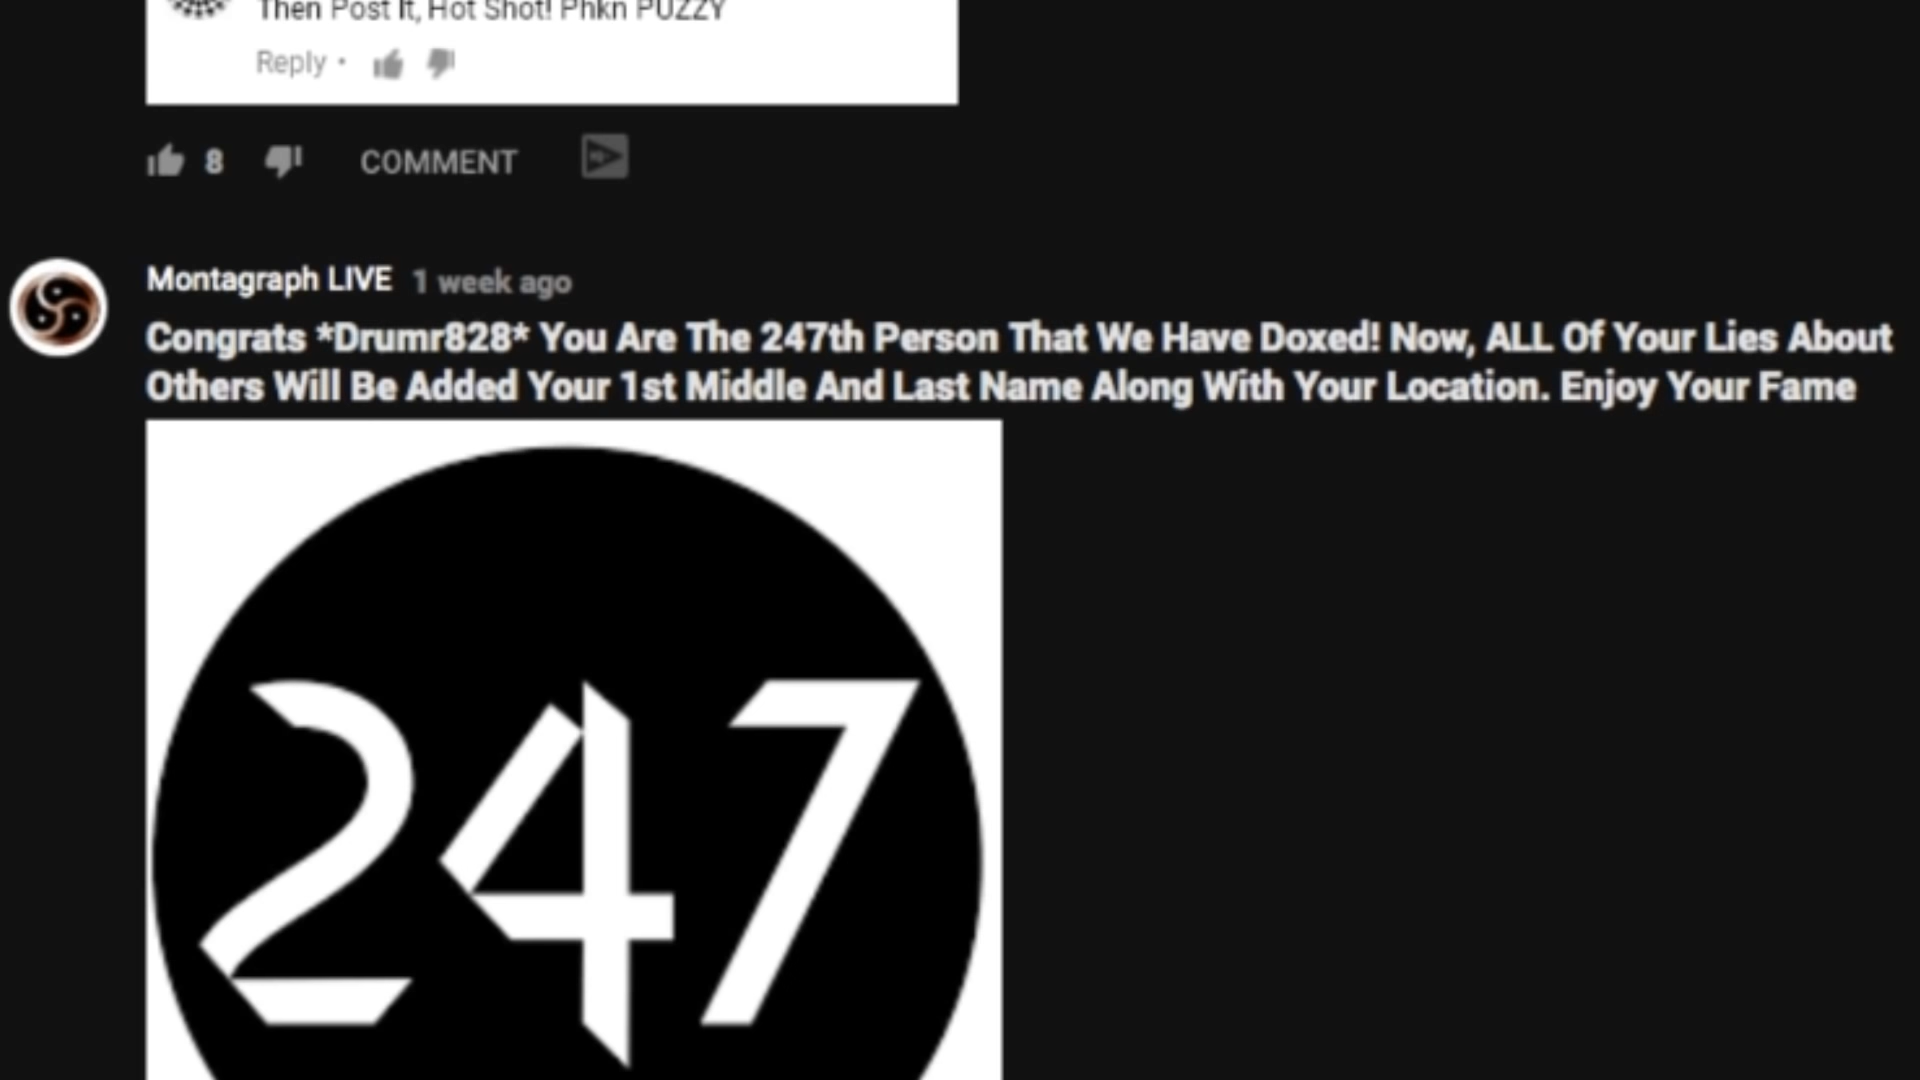 Then Post It, Hot Shot! Phkn PUZZY
Reply •
8 COMMENT
Montagraph LIVE 1 week ago
Congrats *Drumr828* You Are The 247th Person That We Have Doxed! Now, ALL Of Your Lies About
Others Will Be Added Your 1st Middle And Last Name Along With Your Location. Enjoy Your Fame
247